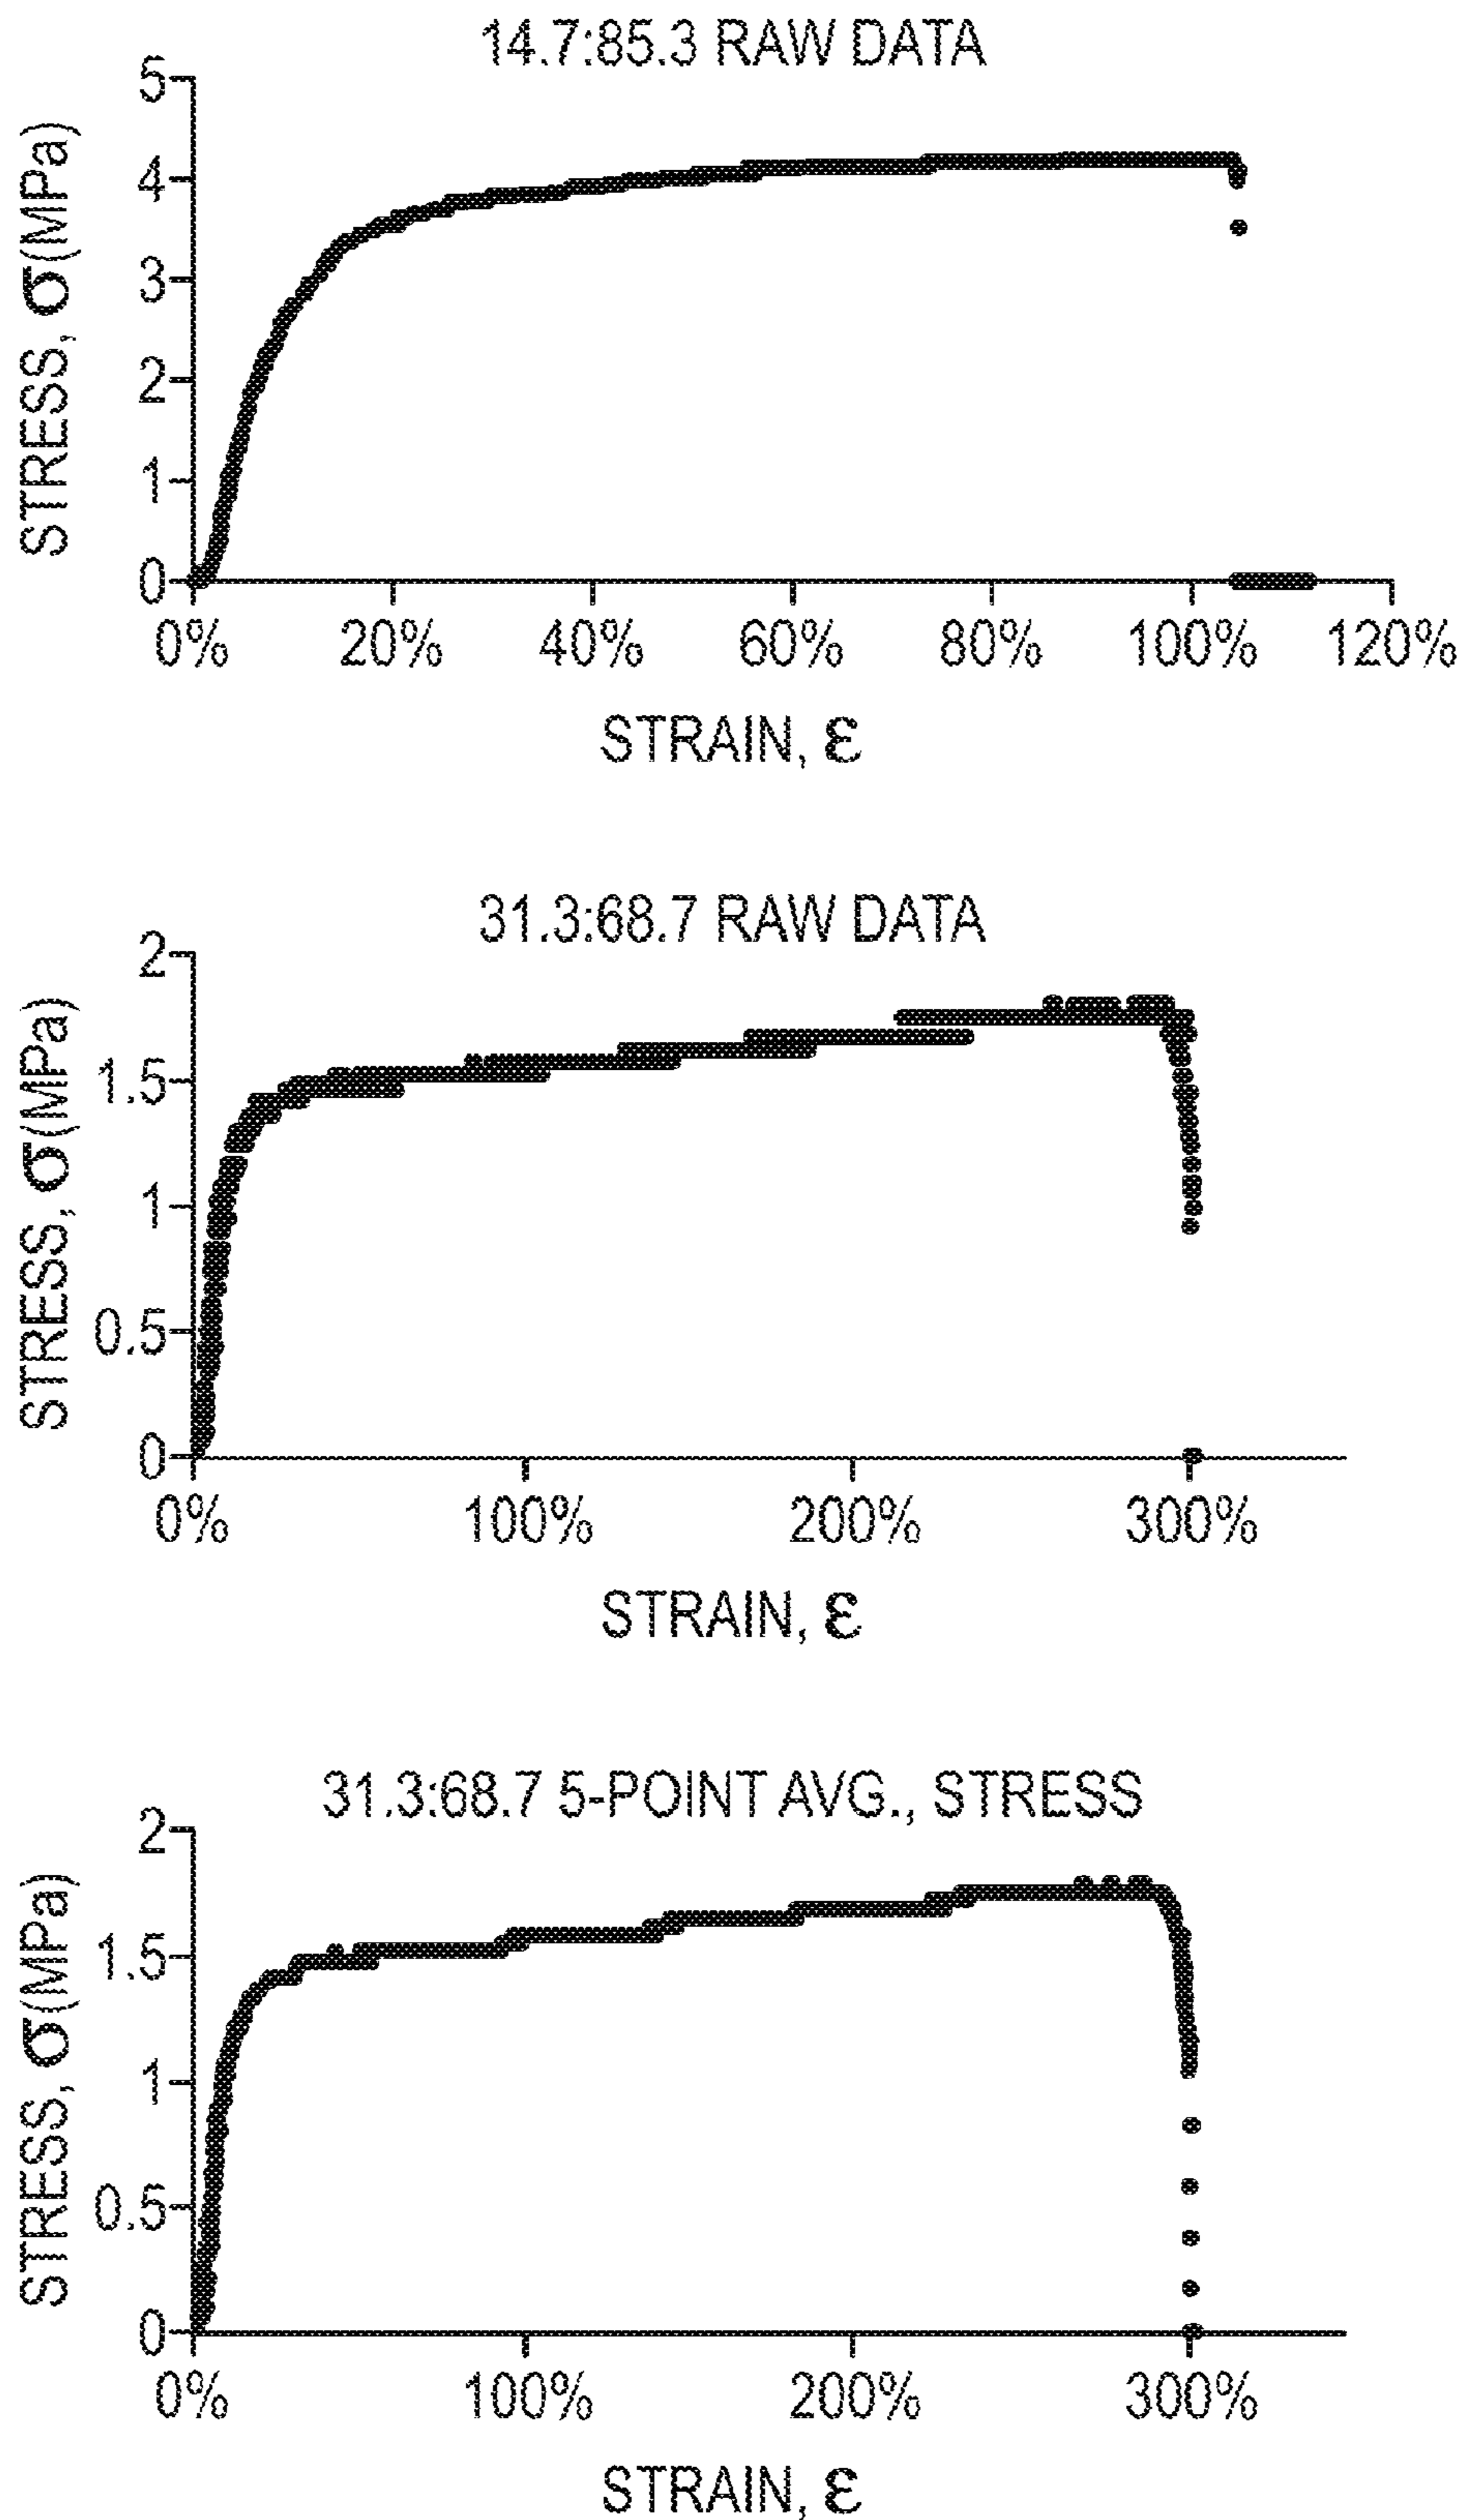 14.7:85.3 RAW DATA
STRESS, σ(MPa)
5
4
3
2
1
0
0% 20% 40% 60% 80% 100% 120%
STRAIN, ε
31.3:68.7 RAW DATA
STRESS, σ(MPa)
2
1.5
1
0.5
0
0% 100% 200% 300%
STRAIN, ε
31.3:68.7 5-POINT AVG., STRESS
STRESS, σ(MPa)
2
1.5
1
0.5
0
0% 100% 200% 300%
STRAIN, ε